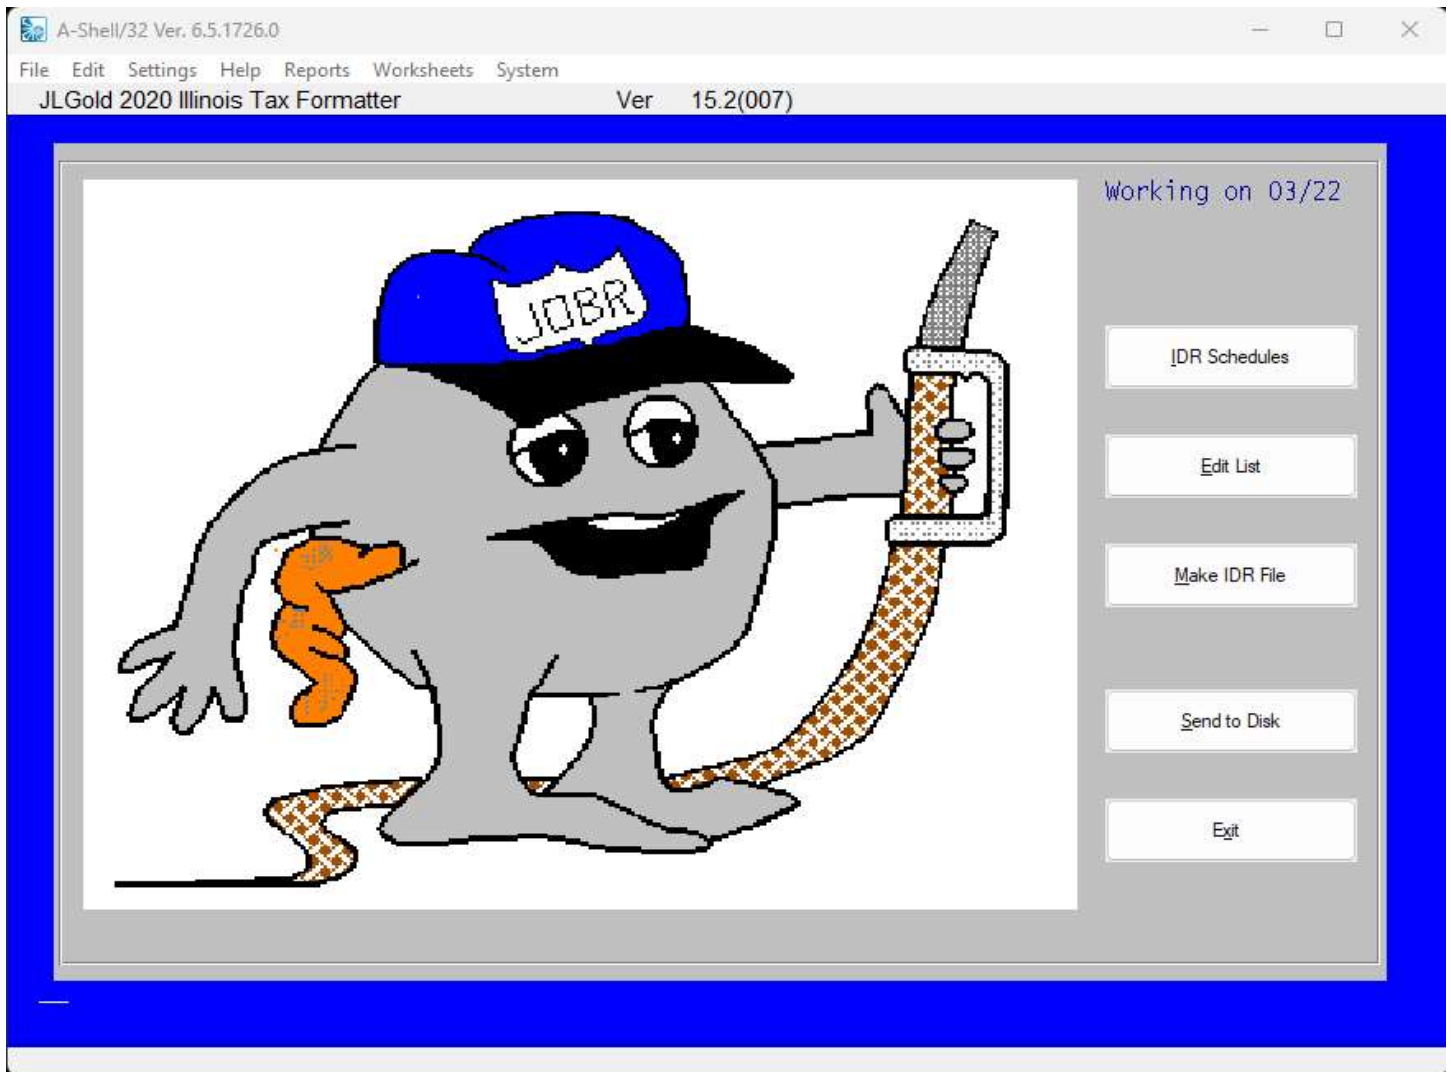 A-Shell/32 Ver. 6.5.1726.0
File Edit Settings Help Reports Worksheets System
JLGold 2020 Illinois Tax Formatter Ver 15.2(007)
Working on 03/22
JOBR
IDR Schedules
Edit List
Make IDR File
Send to Disk
Exit